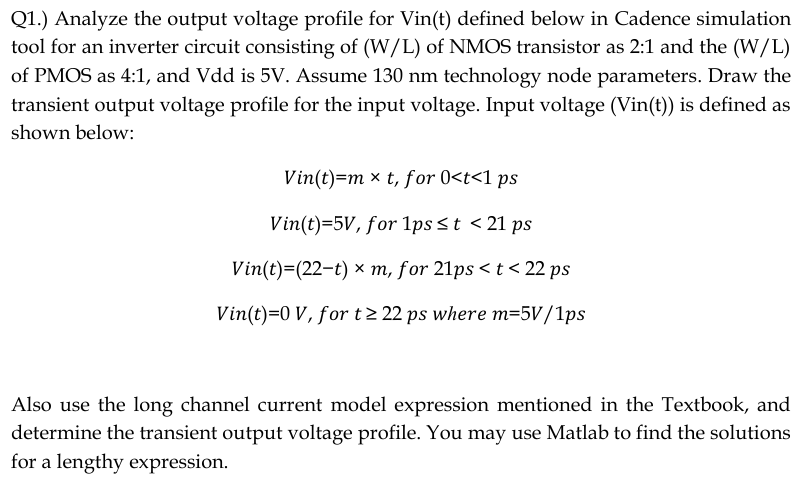 Q1.) Analyze the output voltage profile for Vin(t) defined below in Cadence simulation
tool for an inverter circuit consisting of (W/L) of NMOS transistor as 2:1 and the (W/L)
of PMOS as 4:1, and Vdd is 5V. Assume 130 nm technology node parameters. Draw the
transient output voltage profile for the input voltage. Input voltage (Vin(t)) is defined as
shown below:
Vin(t)=m × t, for 0<t<1 ps
Vin(t)=5V, for 1ps ≤ t < 21 ps
Vin(t)=(22−t) × m, for 21ps < t < 22 ps
Vin(t)=0 V, for t ≥ 22 ps where m=5V/1ps
Also use the long channel current model expression mentioned in the Textbook, and
determine the transient output voltage profile. You may use Matlab to find the solutions
for a lengthy expression.